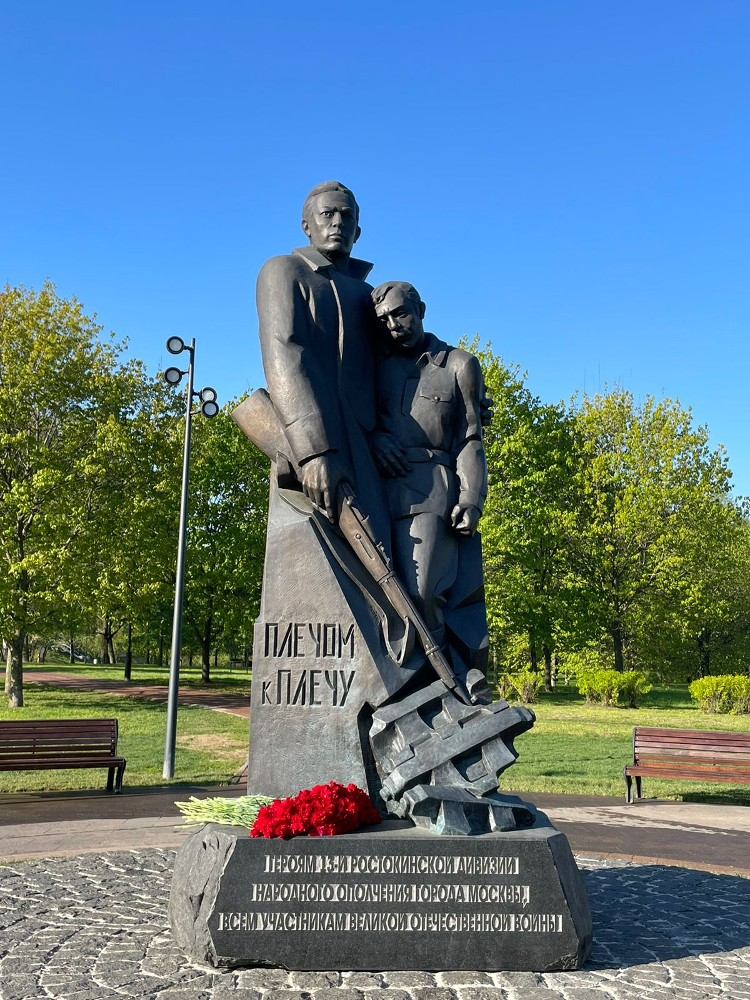 ПЛЕЧОМ
к ПЛЕЧУ
ГЕРОЯМ 13-Й РОСТОКИНСКОЙ ДИВИЗИИ
НАРОДНОГО ОПОЛЧЕНИЯ ГОРОДА МОСКВЫ,
ВСЕМ УЧАСТНИКАМ ВЕЛИКОЙ ОТЕЧЕСТВЕННОЙ ВОЙНЫ